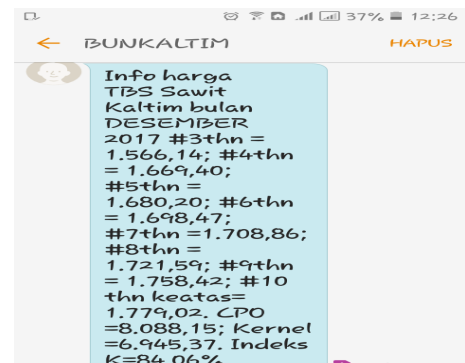 37% 12:26
BUNKALTIM HAPUS
Info harga
TBS Sawit
Kaltim bulan
DESEMBER
2017 #3thn =
1.566,14; #4thn
= 1.669,40;
#5thn =
1.680,20; #6thn
= 1.698,47;
#7thn =1.708,86;
#8thn =
1.721,59; #9thn
= 1.758,42; #10
thn keatas=
1.779,02. CPO
=8.088,15; Kernel
=6.945,37. Indeks
K=84,06%